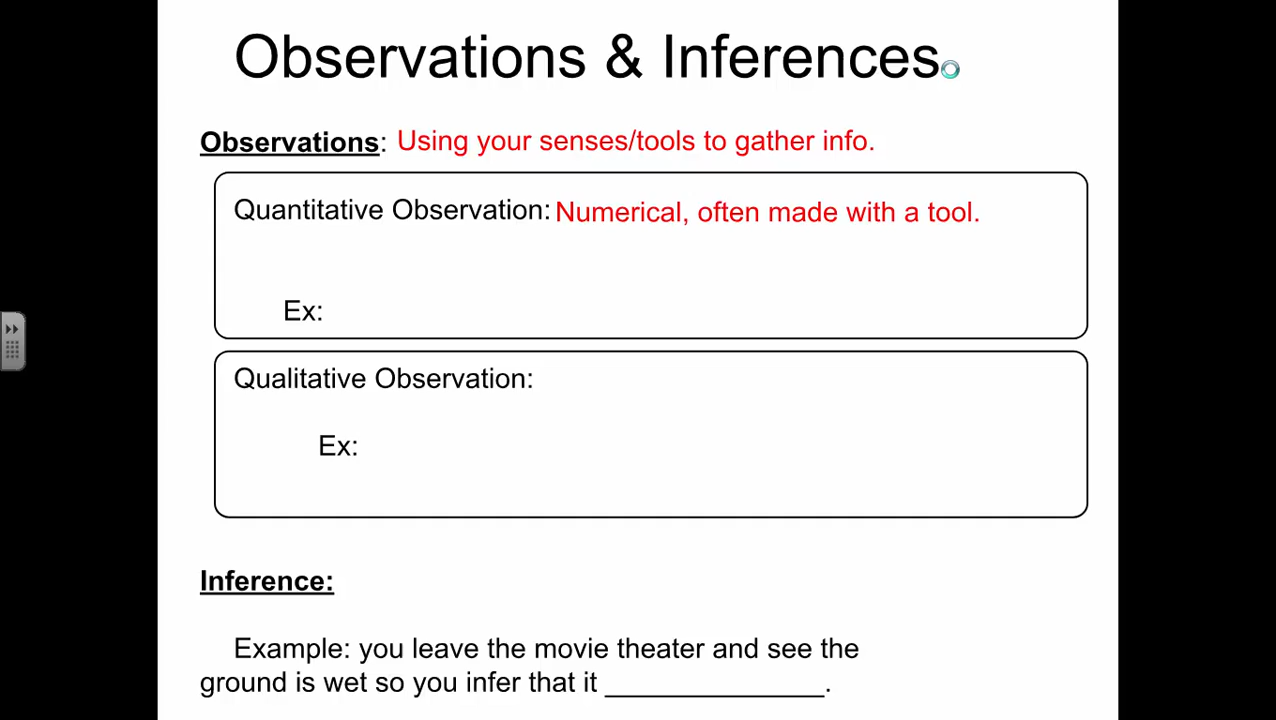 Observations & Inferences
Observations: Using your senses/tools to gather info.
Quantitative Observation: Numerical, often made with a tool.
Ex:
Qualitative Observation:
Ex:
Inference:
Example: you leave the movie theater and see the
ground is wet so you infer that it ______________.